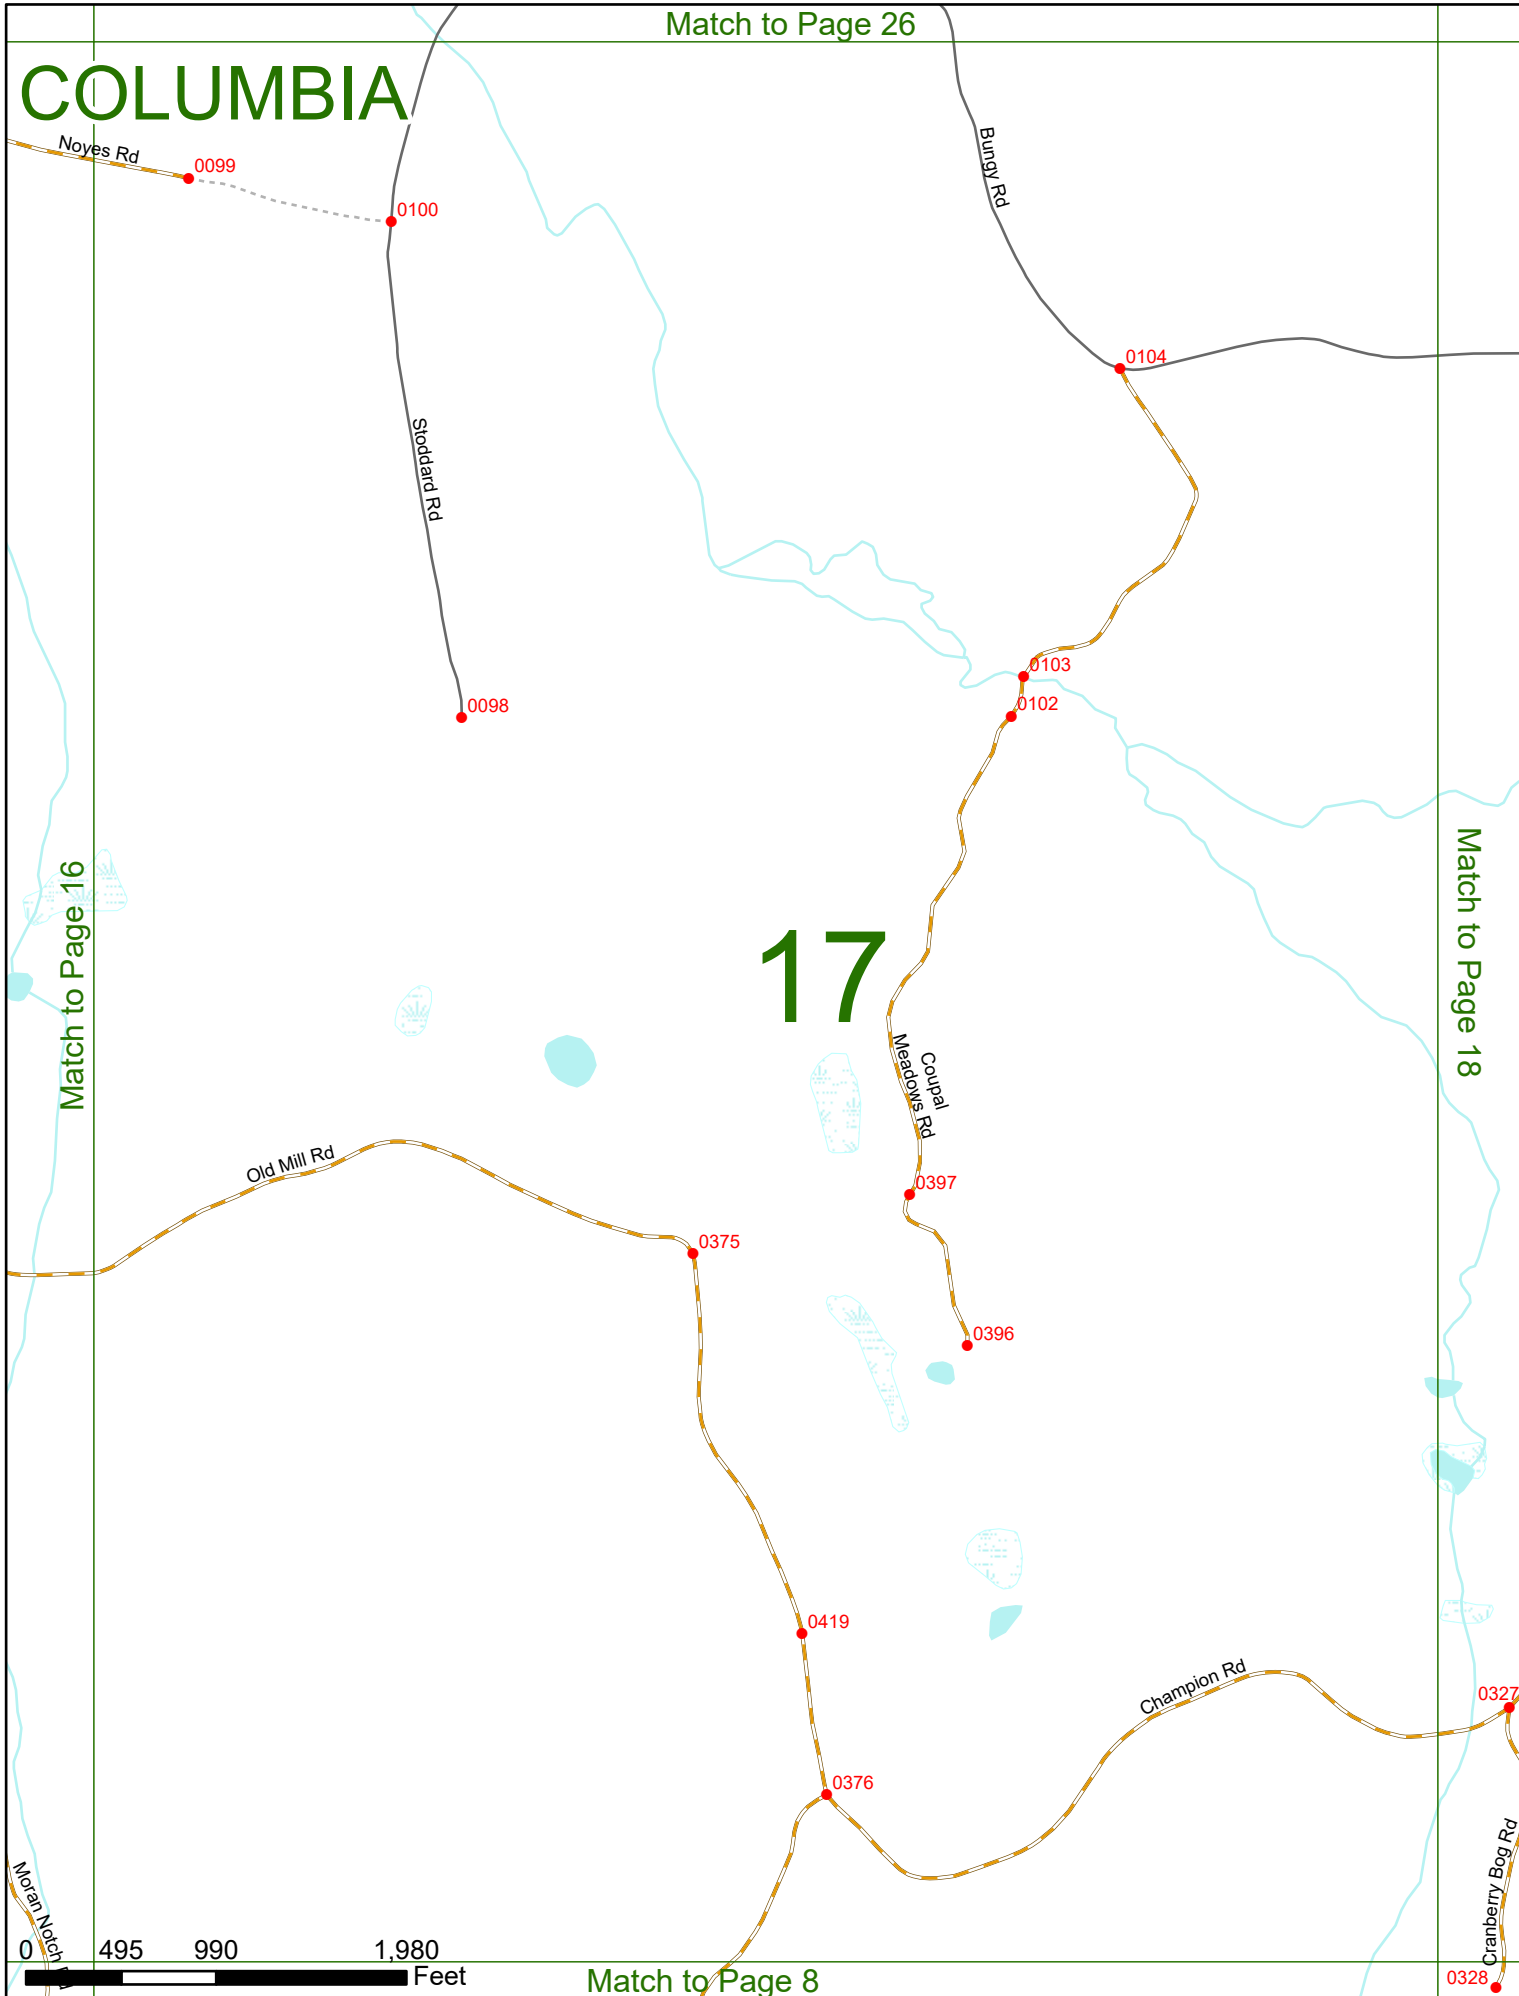 Match to Page 26
COLUMBIA
Noyes Rd
0099
0100
Bungy Rd
0104
Stoddard Rd
0103
0098
0102
Match to Page 16
Match to Page 18
17
Coupal
Meadows Rd
Old Mill Rd
0397
0375
0396
0419
Champion Rd
0327
0376
Cranberry Bog Rd
Moran Notch Rd
0 495 990 1,980
Feet
Match to Page 8
0328